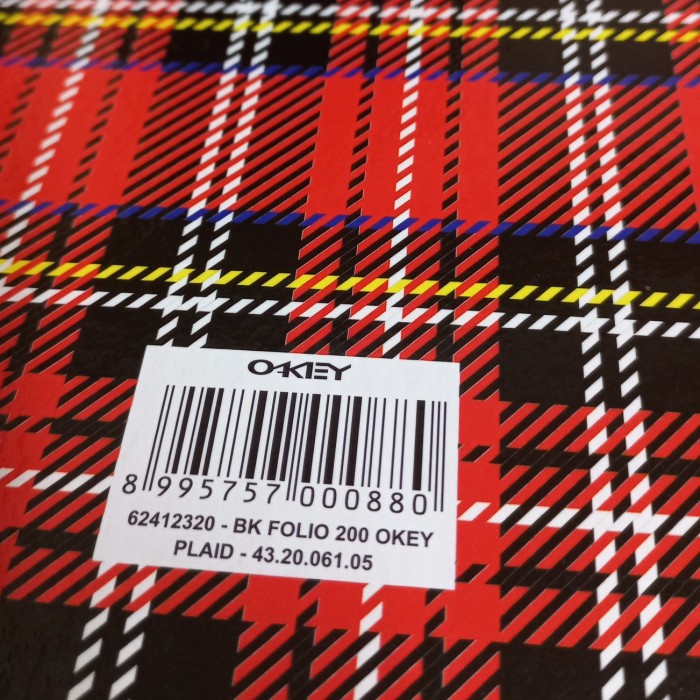 OKEY
8 995757 000880
62412320 - BK FOLIO 200 OKEY
PLAID - 43.20.061.05